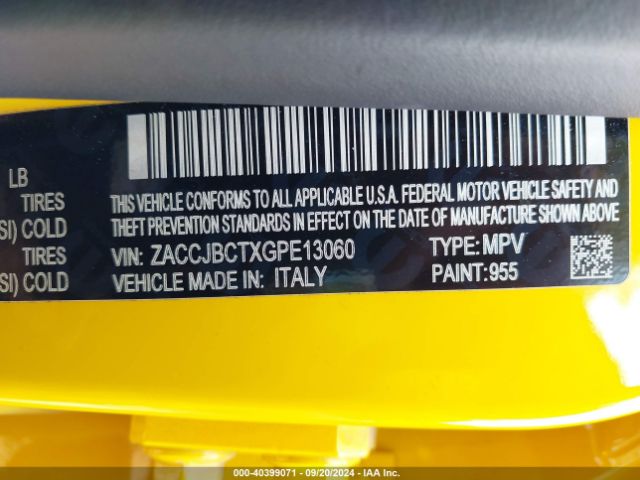 LB
TIRES
SI) COLD
TIRES
SI) COLD
THIS VEHICLE CONFORMS TO ALL APPLICABLE U.S.A. FEDERAL MOTOR VEHICLE SAFETY AND
THEFT PREVENTION STANDARDS IN EFFECT ON THE DATE OF MANUFACTURE SHOWN ABOVE
VIN: ZACCJBCTXGPE13060 TYPE: MPV
VEHICLE MADE IN: ITALY PAINT: 955
000-40399071 - 09/20/2024 - IAA Inc.